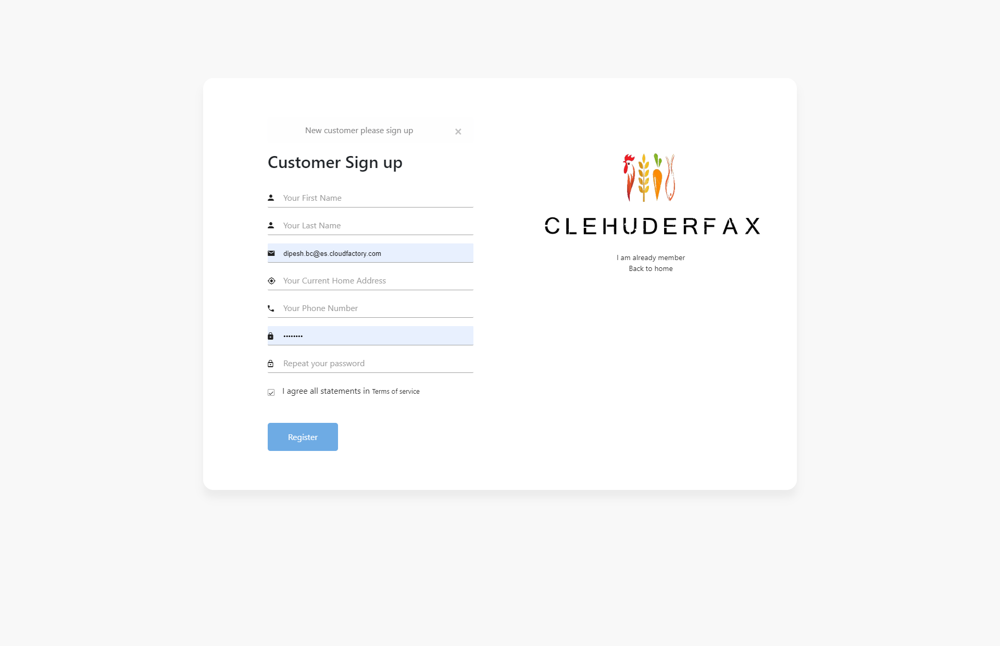 New customer please sign up ×
Customer Sign up
Your First Name
Your Last Name
dipesh.bc@es.cloudfactory.com
Your Current Home Address
Your Phone Number
••••••••
Repeat your password
I agree all statements in Terms of service
Register
CLEHUDERFAX
I am already member
Back to home